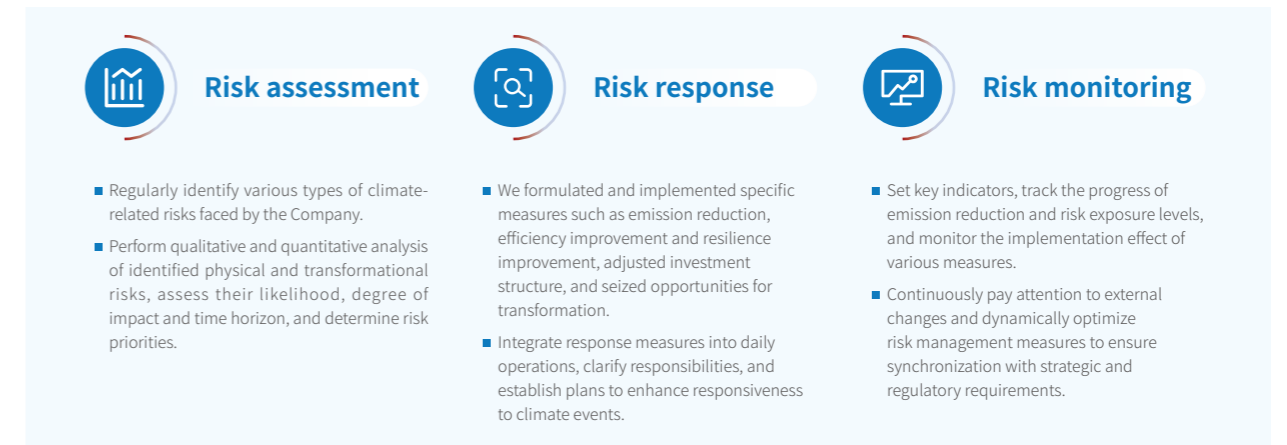 Risk assessment
Regularly identify various types of climate-
related risks faced by the Company.
Perform qualitative and quantitative analysis
of identified physical and transformational
risks, assess their likelihood, degree of
impact and time horizon, and determine risk
priorities.
Risk response
We formulated and implemented specific
measures such as emission reduction,
efficiency improvement and resilience
improvement, adjusted investment
structure, and seized opportunities for
transformation.
Integrate response measures into daily
operations, clarify responsibilities, and
establish plans to enhance responsiveness
to climate events.
Risk monitoring
Set key indicators, track the progress of
emission reduction and risk exposure levels,
and monitor the implementation effect of
various measures.
Continuously pay attention to external
changes and dynamically optimize
risk management measures to ensure
synchronization with strategic and
regulatory requirements.